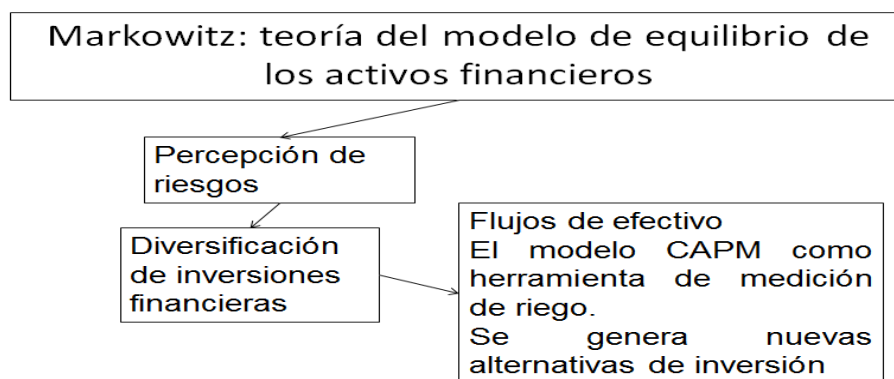 Markowitz: teoría del modelo de equilibrio de
los activos financieros
Percepción de
riesgos
Diversificación
de inversiones
financieras
Flujos de efectivo
El modelo CAPM como
herramienta de medición
de riego.
Se genera nuevas
alternativas de inversión